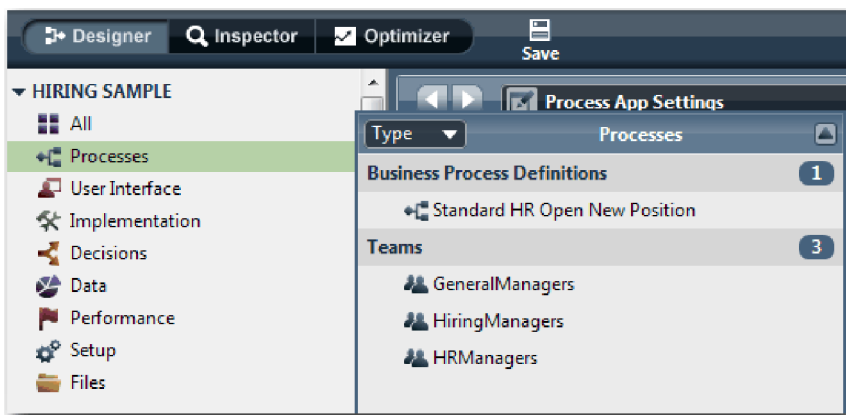 Designer Inspector Optimizer
Save
HIRING SAMPLE
All
Processes
User Interface
Implementation
Decisions
Data
Performance
Setup
Files
Process App Settings
Type Processes
Business Process Definitions 1
Standard HR Open New Position
Teams 3
GeneralManagers
HiringManagers
HRManagers